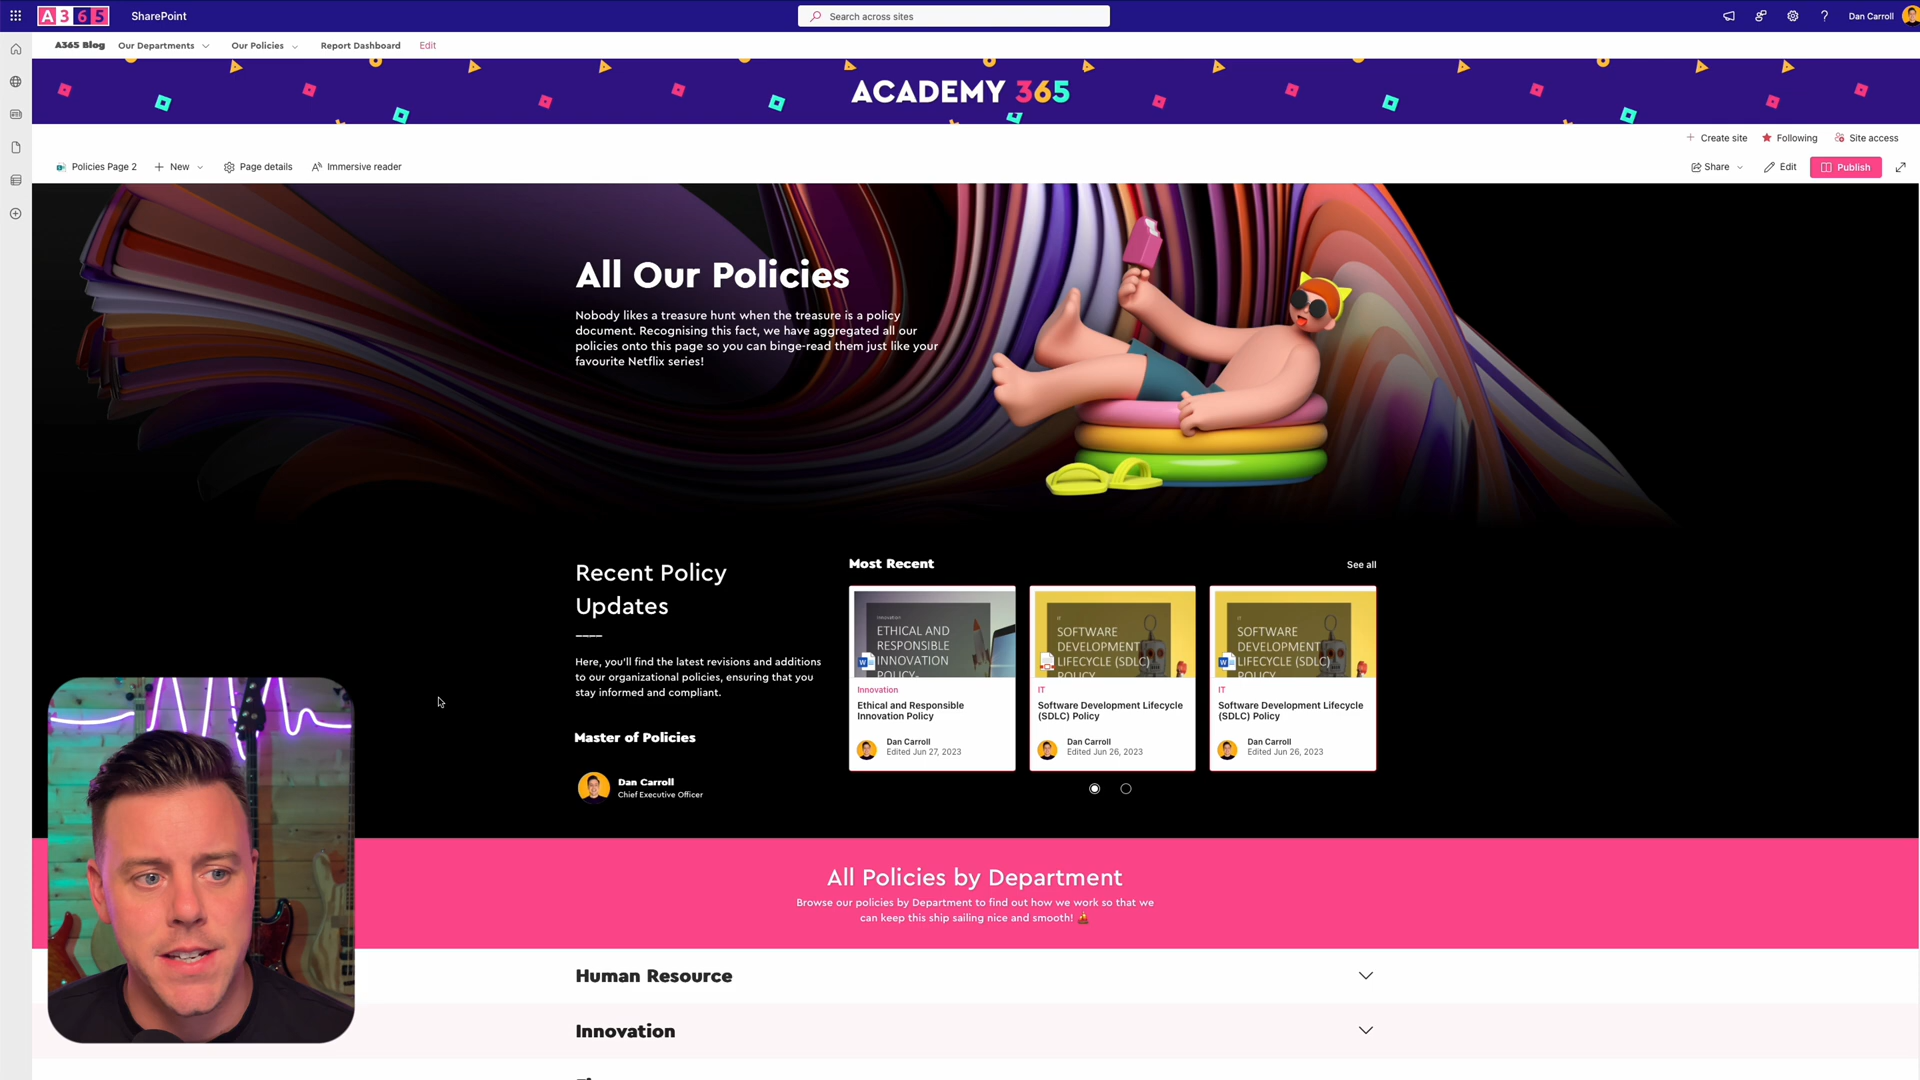 A365
SharePoint
Search across sites
Dan Carroll
A365 Blog
Our Departments
Our Policies
Report Dashboard
Edit
ACADEMY 365
Create site
Following
Site access
Policies Page 2
New
Page details
Immersive reader
Share
Edit
Publish
All Our Policies
Nobody likes a treasure hunt when the treasure is a policy
document. Recognising this fact, we have aggregated all our
policies onto this page so you can binge-read them just like your
favourite Netflix series!
Recent Policy
Updates
Here, you'll find the latest revisions and additions
to our organizational policies, ensuring that you
stay informed and compliant.
Master of Policies
Dan Carroll
Chief Executive Officer
Most Recent
See all
ETHICAL AND
RESPONSIBLE
INNOVATION
POLICY-
Innovation
Ethical and Responsible
Innovation Policy
Dan Carroll
Edited Jun 27, 2023
IT
SOFTWARE
DEVELOPMENT
LIFECYCLE (SDLC)
POLICY
IT
Software Development Lifecycle
(SDLC) Policy
Dan Carroll
Edited Jun 26, 2023
IT
SOFTWARE
DEVELOPMENT
LIFECYCLE (SDLC)
POLICY
IT
Software Development Lifecycle
(SDLC) Policy
Dan Carroll
Edited Jun 26, 2023
All Policies by Department
Browse our policies by Department to find out how we work so that we
can keep this ship sailing nice and smooth!
Human Resource
Innovation